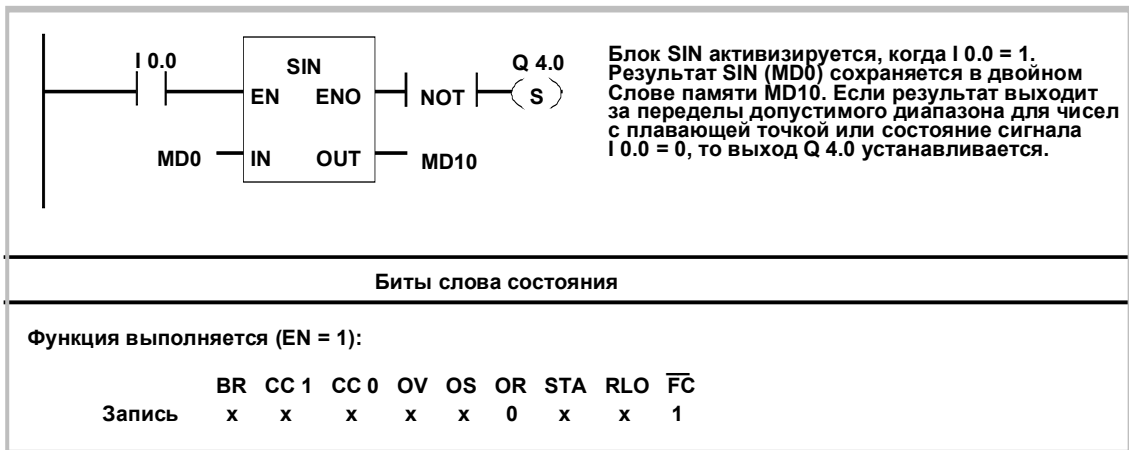 I 0.0
SIN
Q 4.0
EN ENO
NOT
S
MD0
IN OUT
MD10
Блок SIN активизируется, когда I 0.0 = 1.
Результат SIN (MD0) сохраняется в двойном
Слове памяти MD10. Если результат выходит
за переделы допустимого диапазона для чисел
с плавающей точкой или состояние сигнала
I 0.0 = 0, то выход Q 4.0 устанавливается.
Биты слова состояния
Функция выполняется (EN = 1):
BR CC 1 CC 0 OV OS OR STA RLO F̅C̅
Запись x x x x x 0 x x 1